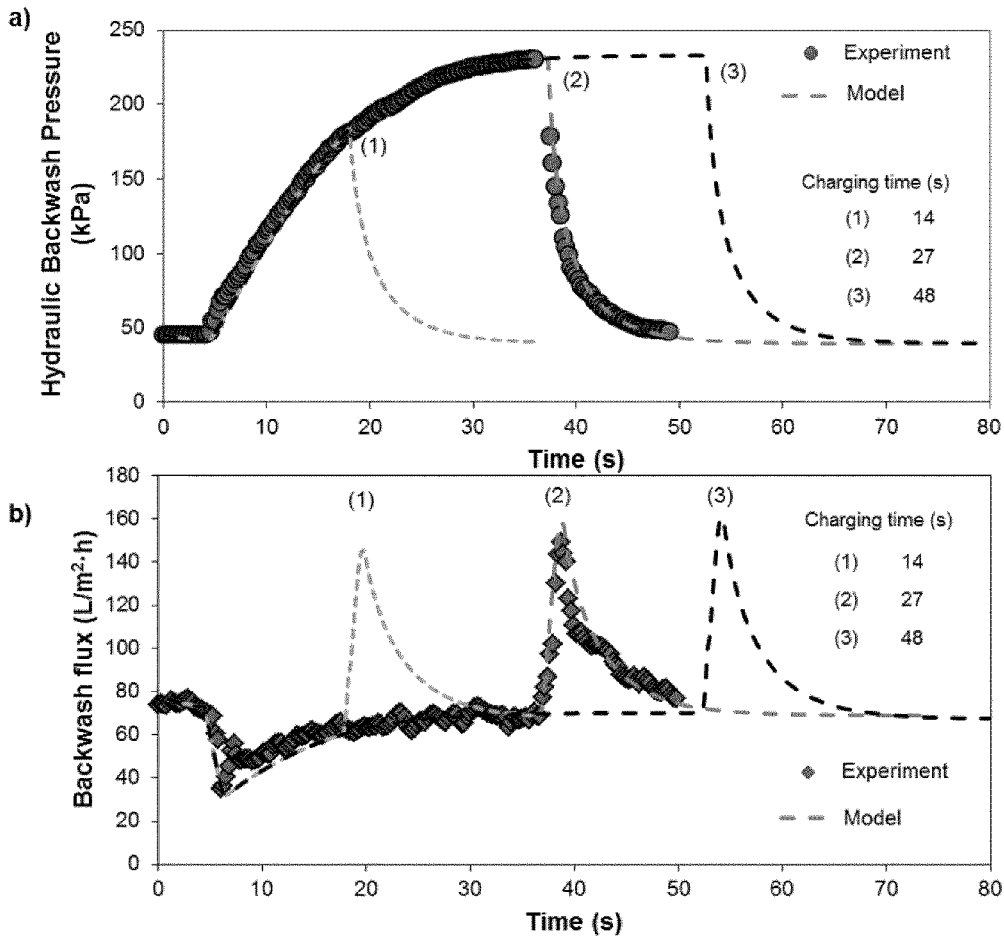 a)
Hydraulic Backwash Pressure
(kPa)
250
200
150
100
50
0
(1)
(2)
(3)
Experiment
Model
Charging time (s)
(1) 14
(2) 27
(3) 48
0 10 20 30 40 50 60 70 80
Time (s)
b)
Backwash flux (L/m²·h)
180
160
140
120
100
80
60
40
20
0
(1)
(2)
(3)
Charging time (s)
(1) 14
(2) 27
(3) 48
Experiment
Model
0 10 20 30 40 50 60 70 80
Time (s)